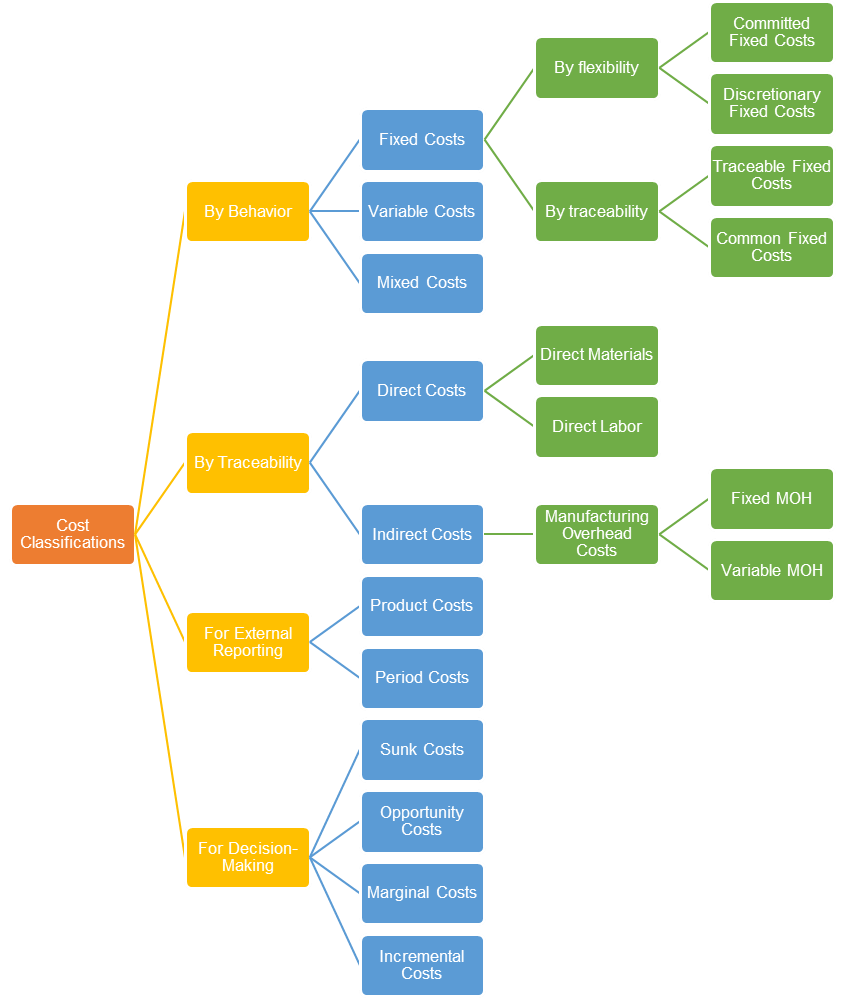 Cost
Classifications
By Behavior
Fixed Costs
By flexibility
Committed
Fixed Costs
Discretionary
Fixed Costs
By traceability
Traceable Fixed
Costs
Common Fixed
Costs
Variable Costs
Mixed Costs
By Traceability
Direct Costs
Direct Materials
Direct Labor
Indirect Costs
Manufacturing
Overhead
Costs
Fixed MOH
Variable MOH
For External
Reporting
Product Costs
Period Costs
For Decision-
Making
Sunk Costs
Opportunity
Costs
Marginal Costs
Incremental
Costs